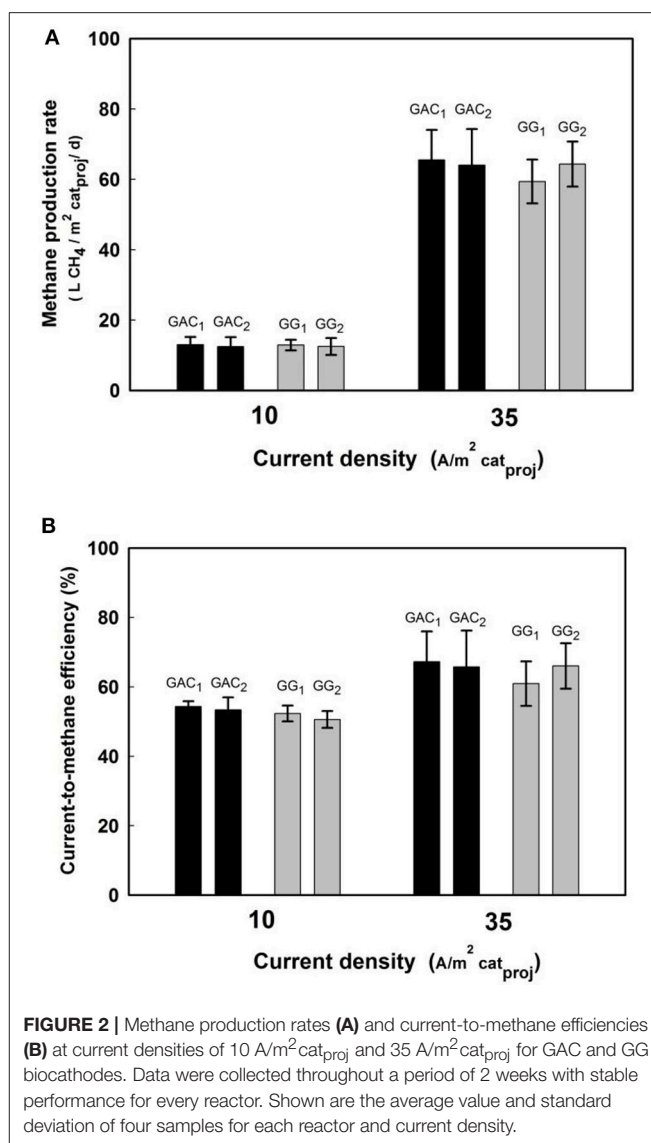 A
100
80
60
40
20
0
Methane production rate
( L CH₄ / m² cat_proj/ d)
GAC₁ GAC₂ GG₁ GG₂
GAC₁ GAC₂ GG₁ GG₂
10 35
Current density (A/m² cat_proj)
B
100
80
60
40
20
0
Current-to-methane efficiency (%)
GAC₁ GAC₂ GG₁ GG₂
GAC₁ GAC₂ GG₁ GG₂
10 35
Current density (A/m² cat_proj)
FIGURE 2 | Methane production rates (A) and current-to-methane efficiencies
(B) at current densities of 10 A/m²cat_proj and 35 A/m²cat_proj for GAC and GG
biocathodes. Data were collected throughout a period of 2 weeks with stable
performance for every reactor. Shown are the average value and standard
deviation of four samples for each reactor and current density.